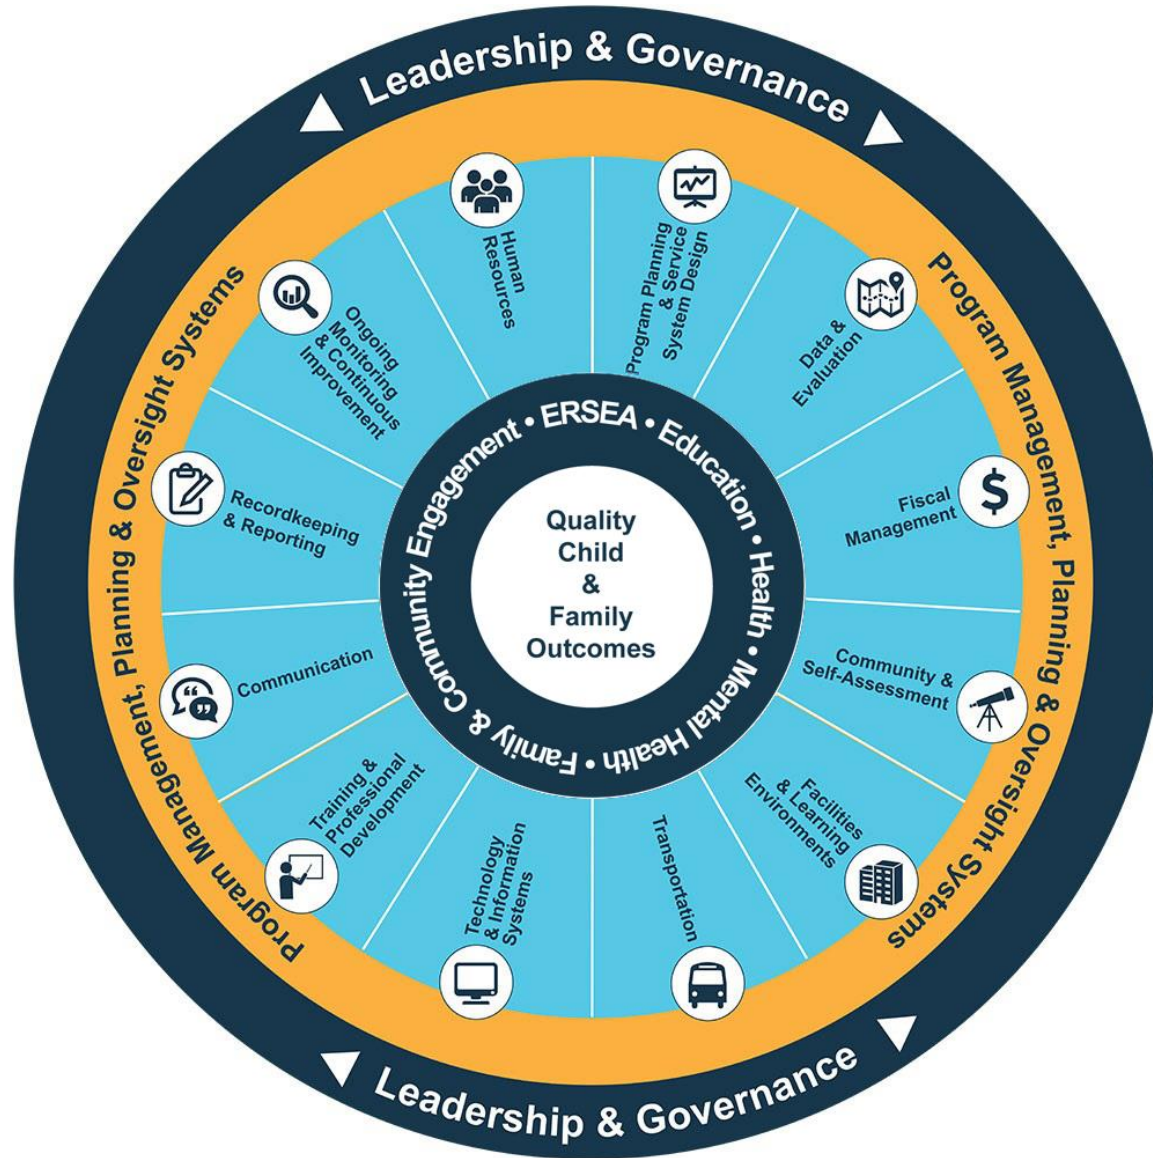 Leadership & Governance
Program Management, Planning & Oversight Systems
Program Management, Planning & Oversight Systems
Program Planning
& Service
System Design
Data &
Evaluation
Fiscal
Management
$
Community &
Self-Assessment
Facilities
& Learning
Environments
Transportation
Technology
& Information
Systems
Training &
Professional
Development
Communication
Recordkeeping
& Reporting
Ongoing
Monitoring
& Continuous
Improvement
Human
Resources
Family & Community Engagement • ERSEA • Education • Health • Mental Health •
Quality
Child
&
Family
Outcomes
Leadership & Governance